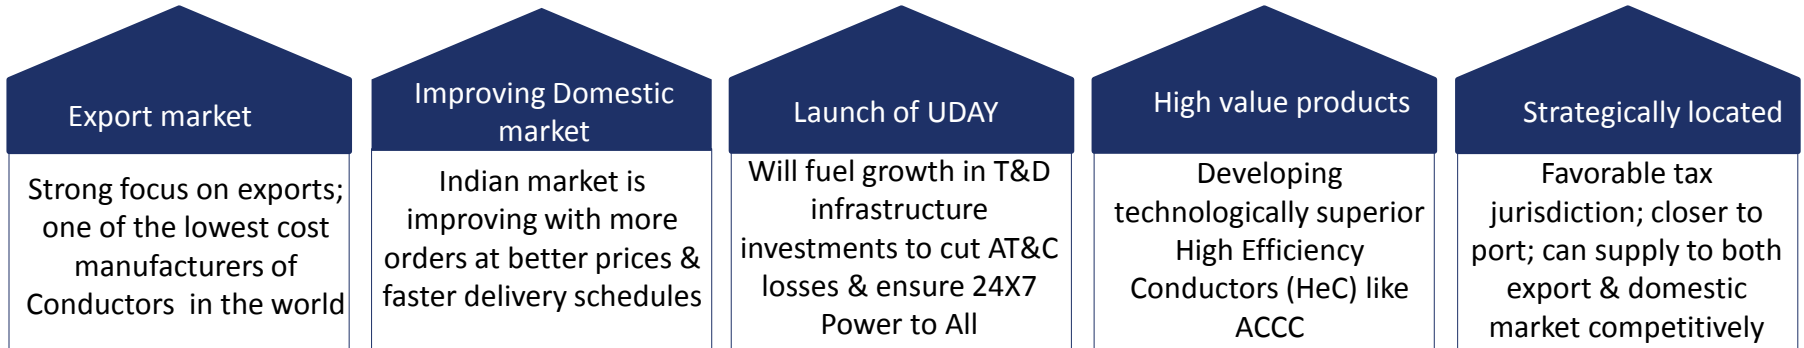 Export market
Strong focus on exports;
one of the lowest cost
manufacturers of
Conductors  in the world
Improving Domestic
market
Indian market is
improving with more
orders at better prices &
faster delivery schedules
Launch of UDAY
Will fuel growth in T&D
infrastructure
investments to cut AT&C
losses & ensure 24X7
Power to All
High value products
Developing
technologically superior
High Efficiency
Conductors (HeC) like
ACCC
Strategically located
Favorable tax
jurisdiction; closer to
port; can supply to both
export & domestic
market competitively